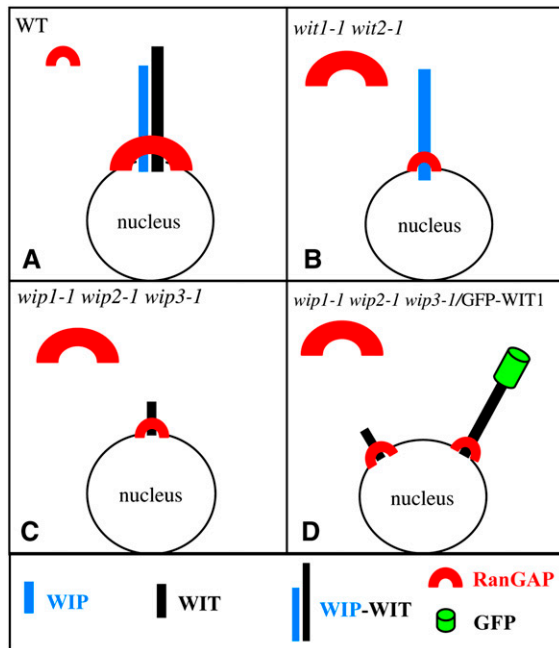 WT
nucleus
A
wit1-1 wit2-1
nucleus
B
wip1-1 wip2-1 wip3-1
nucleus
C
wip1-1 wip2-1 wip3-1/GFP-WIT1
nucleus
D
WIP
WIT
WIP-WIT
RanGAP
GFP